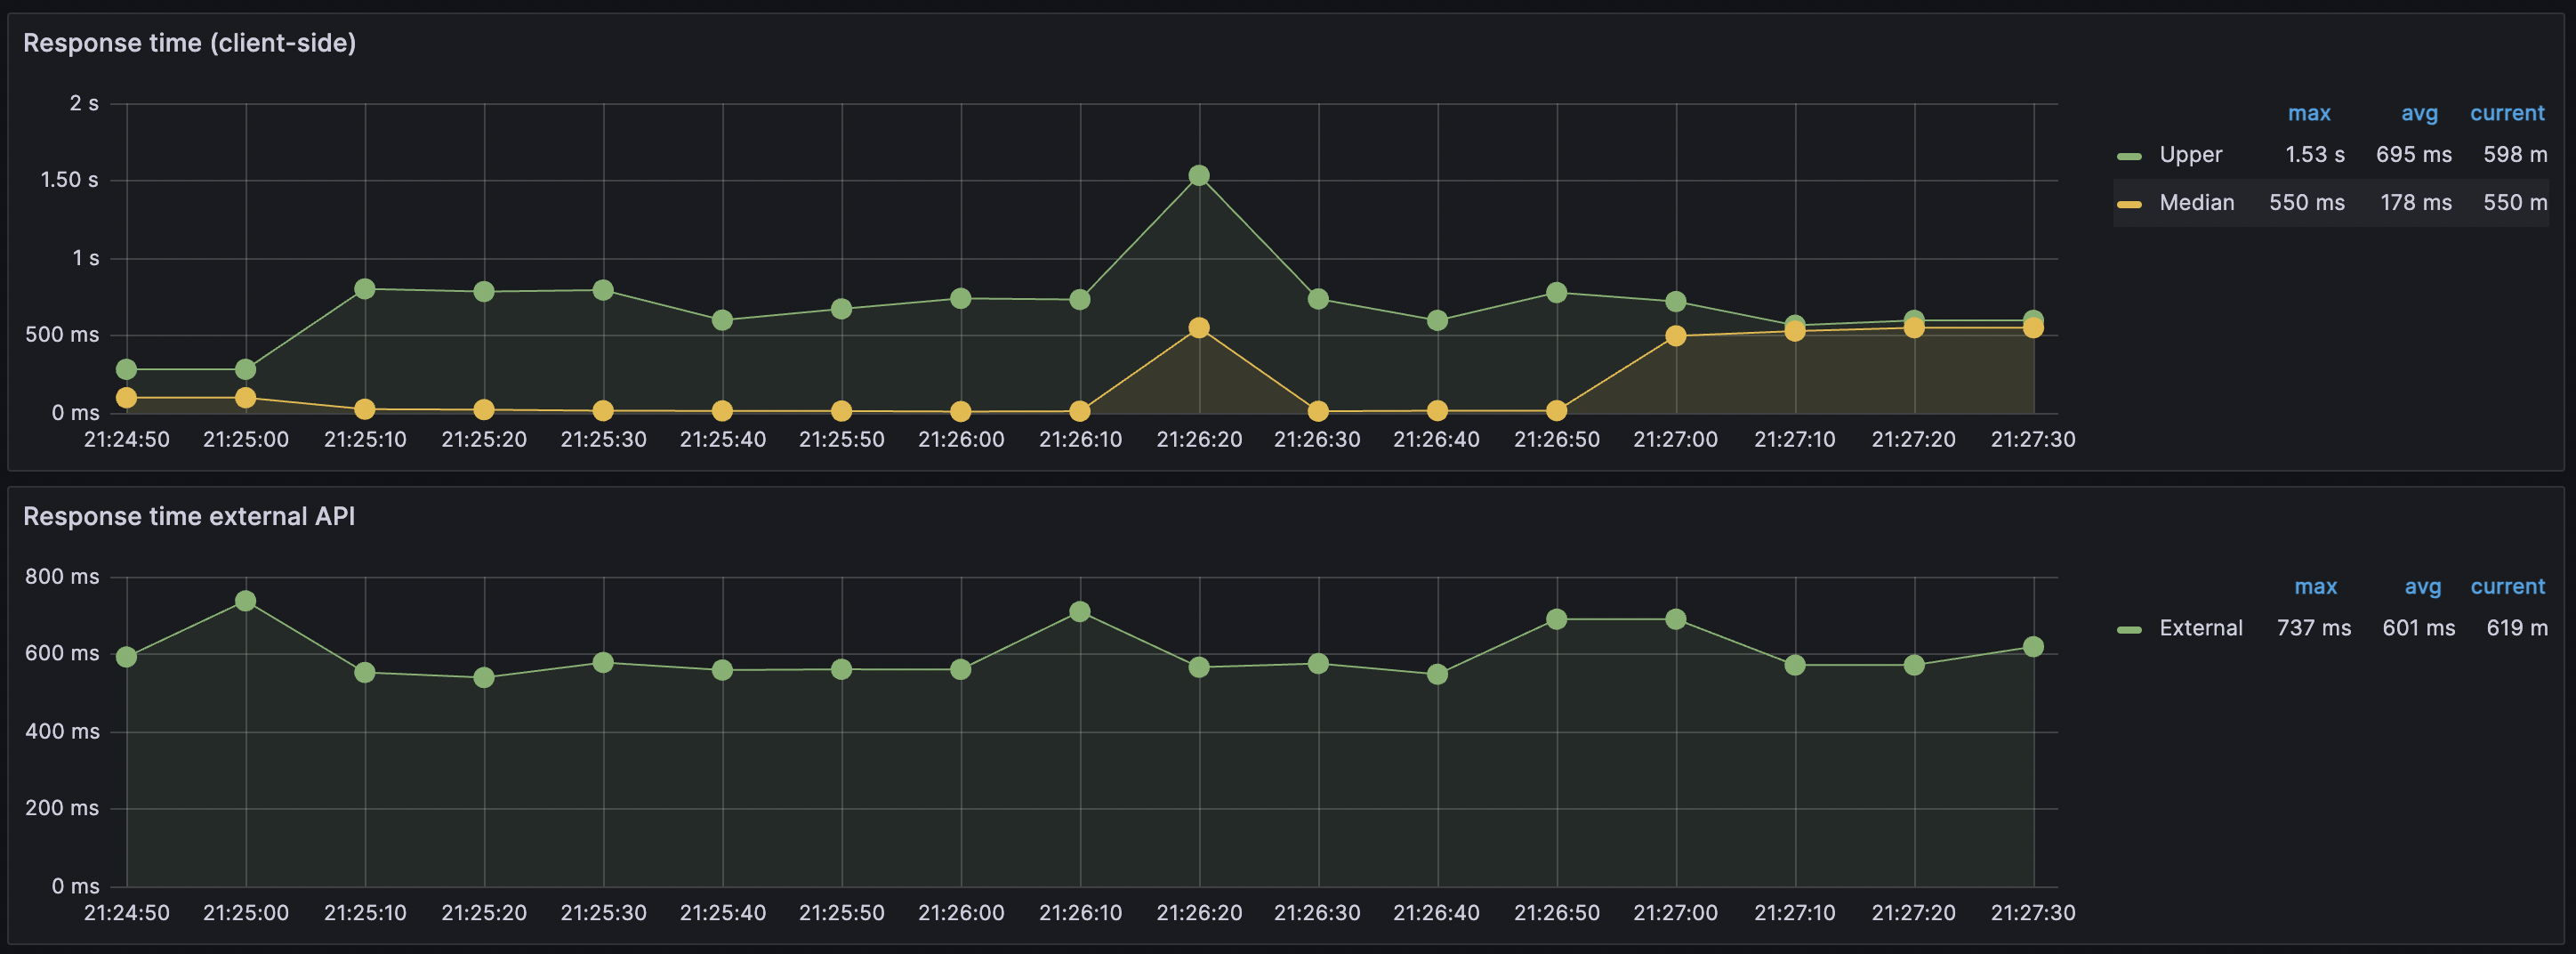 Response time (client-side)
2 s
1.50 s
1 s
500 ms
0 ms
21:24:50 21:25:00 21:25:10 21:25:20 21:25:30 21:25:40 21:25:50 21:26:00 21:26:10 21:26:20 21:26:30 21:26:40 21:26:50 21:27:00 21:27:10 21:27:20 21:27:30
max avg current
Upper 1.53 s 695 ms 598 m
Median 550 ms 178 ms 550 m
Response time external API
800 ms
600 ms
400 ms
200 ms
0 ms
21:24:50 21:25:00 21:25:10 21:25:20 21:25:30 21:25:40 21:25:50 21:26:00 21:26:10 21:26:20 21:26:30 21:26:40 21:26:50 21:27:00 21:27:10 21:27:20 21:27:30
max avg current
External 737 ms 601 ms 619 m